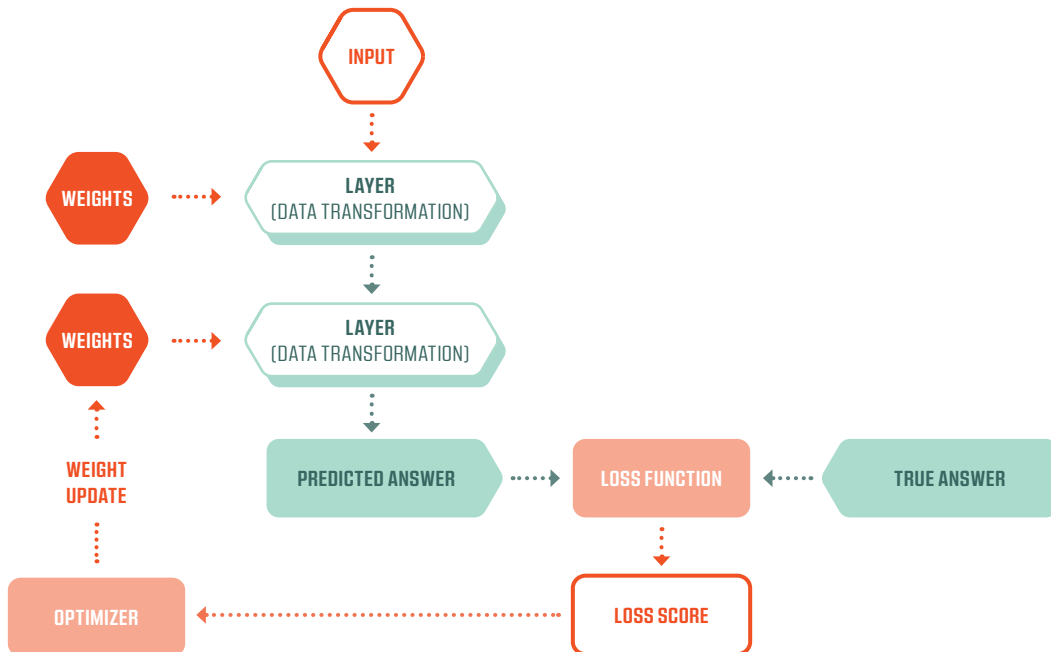 INPUT
WEIGHTS
LAYER
(DATA TRANSFORMATION)
WEIGHTS
LAYER
(DATA TRANSFORMATION)
WEIGHT
UPDATE
PREDICTED ANSWER
LOSS FUNCTION
TRUE ANSWER
OPTIMIZER
LOSS SCORE